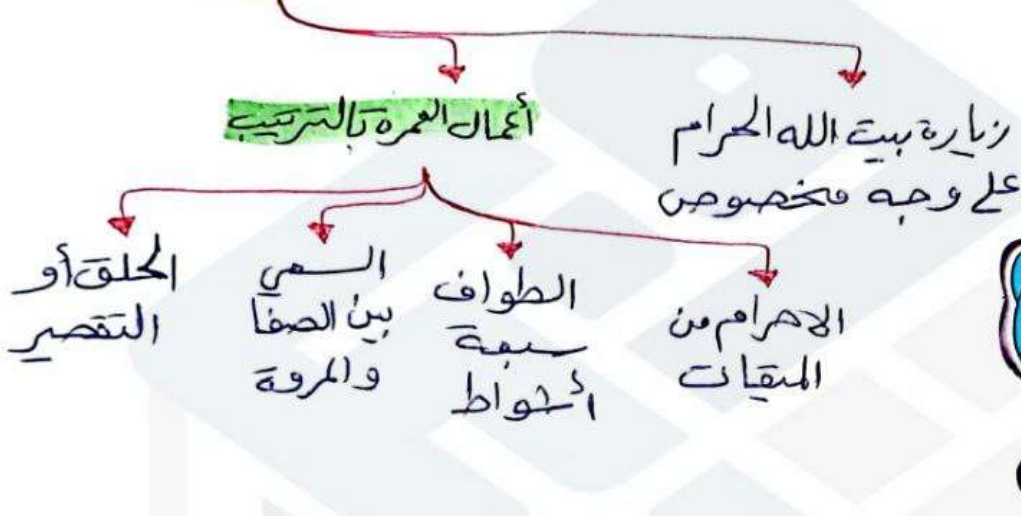 زيارة بيت الله الحرام
على وجه مخصوص
أعمال العمرة بالترتيب
الاحرام من
الميقات
الطواف
سبعة
أشواط
السعي
بين الصفا
والمروة
الحلق أو
التقصير